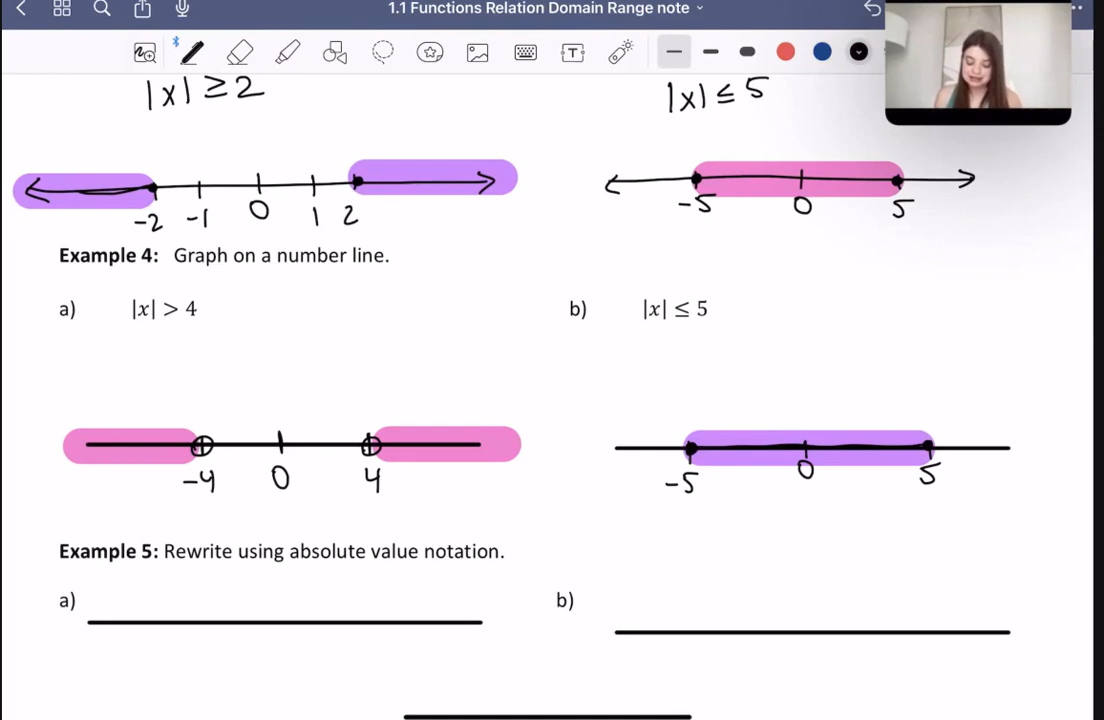 1.1 Functions Relation Domain Range note
|x| ≥ 2
|x| ≤ 5
-2 -1 0 1 2
-5 0 5
Example 4: Graph on a number line.
a) |x| > 4
b) |x| ≤ 5
-4 0 4
-5 0 5
Example 5: Rewrite using absolute value notation.
a)
b)